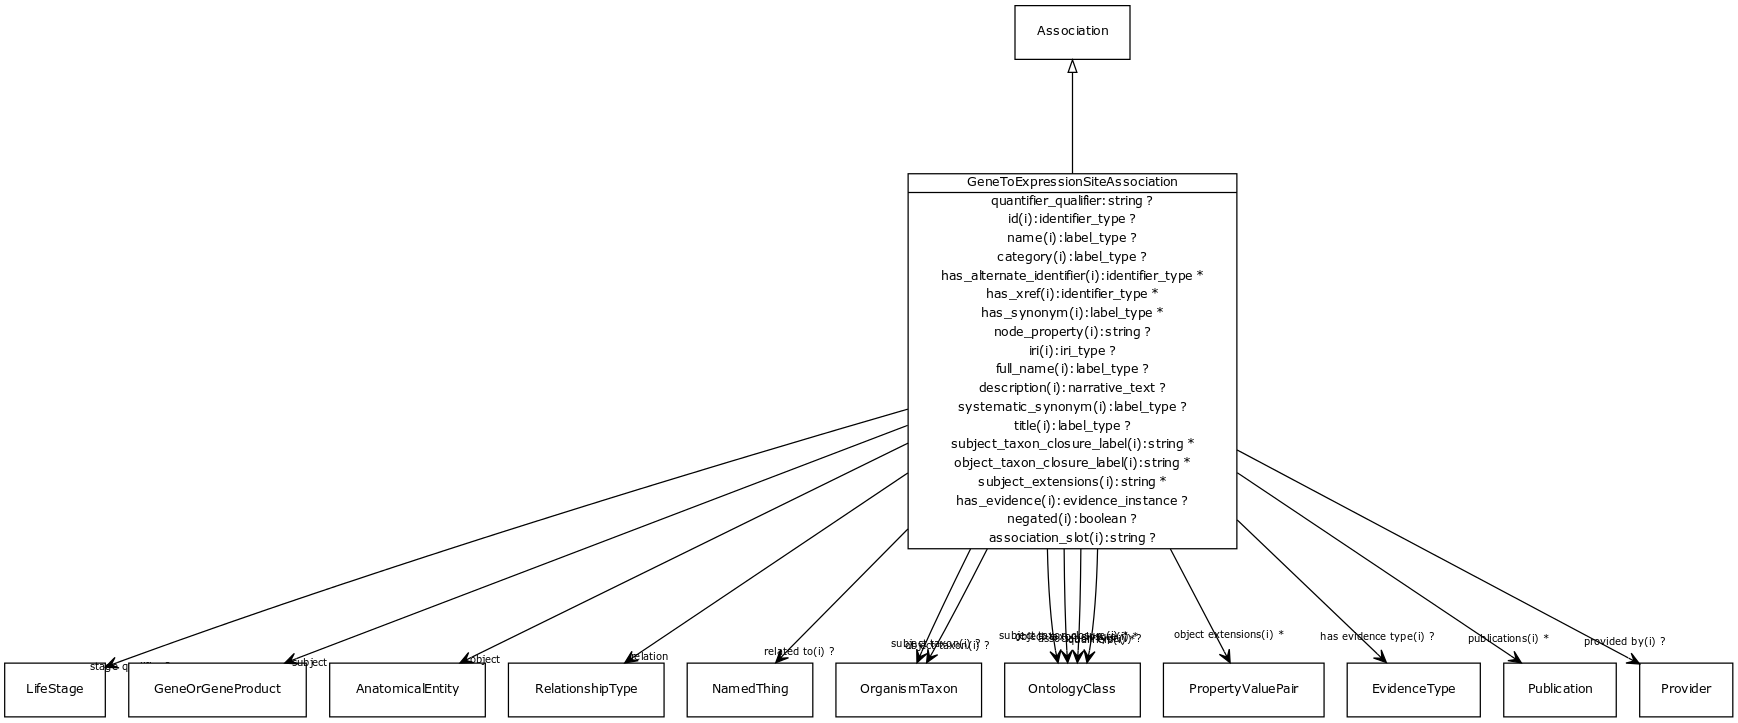 Association
GeneToExpressionSiteAssociation
quantifier_qualifier:string ?
id(i):identifier_type ?
name(i):label_type ?
category(i):label_type ?
has_alternate_identifier(i):identifier_type *
has_xref(i):identifier_type *
has_synonym(i):label_type *
node_property(i):string ?
iri(i):iri_type ?
full_name(i):label_type ?
description(i):narrative_text ?
systematic_synonym(i):label_type ?
title(i):label_type ?
subject_taxon_closure_label(i):string *
object_taxon_closure_label(i):string *
subject_extensions(i):string *
has_evidence(i):evidence_instance ?
negated(i):boolean ?
association_slot(i):string ?
stage
subject
object
relation
related to(i) ?
subject taxon(i) ?
object taxon(i) ?
object extensions(i) *
has evidence type(i) ?
publications(i) *
provided by(i) ?
LifeStage
GeneOrGeneProduct
AnatomicalEntity
RelationshipType
NamedThing
OrganismTaxon
OntologyClass
PropertyValuePair
EvidenceType
Publication
Provider